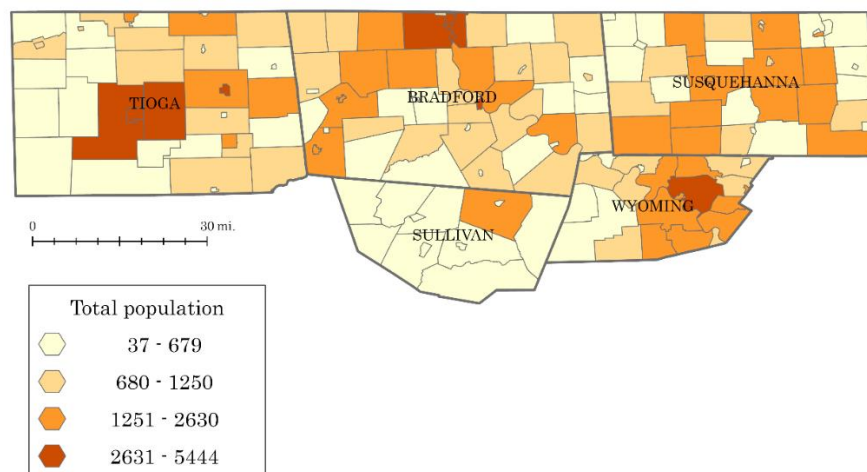 TIOGA
BRADFORD
SUSQUEHANNA
WYOMING
SULLIVAN
0 30 mi.
Total population
37 - 679
680 - 1250
1251 - 2630
2631 - 5444